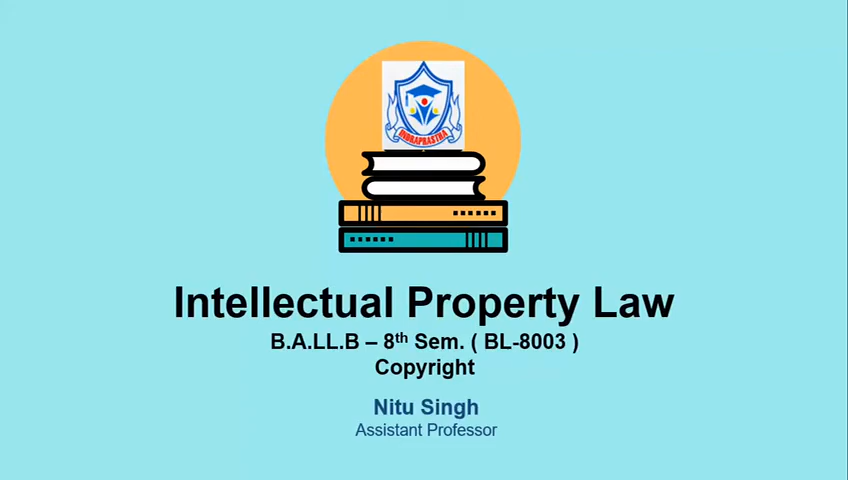 INDRAPRASTHA
Intellectual Property Law
B.A.LL.B – 8th Sem. ( BL-8003 )
Copyright
Nitu Singh
Assistant Professor